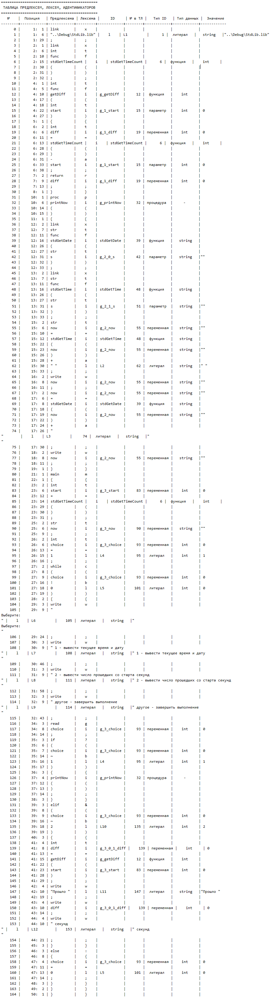 ==============================================
ТАБЛИЦА ПРЕДЛЕКСЕМ, ЛЕКСЕМ, ИДЕНТИФИКАТОРОВ
==============================================
№ | Позиция | Предлексема | Лексема | ID | № в ТЛ | Тип ID | Тип данных | Значение
--------+-------------+-------------+---------+-------------+--------+-------------+-------------+------------
0 | 1: 1 | link | x | | | | |
1 | 1: 6 | "..\Debug\StdLib.lib" | l | L1 | 1 | литерал | string |"..\Debug\StdLib.lib"
2 | 1: 29 | ; | ; | | | | |
3 | 2: 1 | link | x | | | | |
4 | 2: 6 | int | t | | | | |
5 | 2: 10 | func | f | | | | |
6 | 2: 15 | stdGetTimeCount | i | stdGetTimeCount | 6 | функция | int |
7 | 2: 30 | ( | ( | | | | |
8 | 2: 31 | ) | ) | | | | |
9 | 2: 32 | ; | ; | | | | |
10 | 4: 1 | int | t | | | | |
11 | 4: 5 | func | f | | | | |
12 | 4: 10 | getDiff | i | g_getDiff | 12 | функция | int |
13 | 4: 17 | ( | ( | | | | |
14 | 4: 18 | int | t | | | | |
15 | 4: 22 | start | i | g_1_start | 15 | параметр | int | 0
16 | 4: 27 | ) | ) | | | | |
17 | 5: 1 | { | { | | | | |
18 | 6: 2 | int | t | | | | |
19 | 6: 6 | diff | i | g_1_diff | 19 | переменная | int | 0
20 | 6: 11 | = | = | | | | |
21 | 6: 13 | stdGetTimeCount | i | stdGetTimeCount | 6 | функция | int |
22 | 6: 28 | ( | ( | | | | |
23 | 6: 29 | ) | ) | | | | |
24 | 6: 31 | - | a | | | | |
25 | 6: 33 | start | i | g_1_start | 15 | параметр | int | 0
26 | 6: 38 | ; | ; | | | | |
27 | 7: 2 | return | r | | | | |
28 | 7: 9 | diff | i | g_1_diff | 19 | переменная | int | 0
29 | 7: 13 | ; | ; | | | | |
30 | 8: 1 | } | } | | | | |
31 | 10: 1 | proc | p | | | | |
32 | 10: 6 | printNow | i | g_printNow | 32 | процедура | - |
33 | 10: 14 | ( | ( | | | | |
34 | 10: 15 | ) | ) | | | | |
35 | 11: 1 | { | { | | | | |
36 | 12: 2 | link | x | | | | |
37 | 12: 7 | str | t | | | | |
38 | 12: 11 | func | f | | | | |
39 | 12: 16 | stdGetDate | i | stdGetDate | 39 | функция | string |
40 | 12: 26 | ( | ( | | | | |
41 | 12: 27 | str | t | | | | |
42 | 12: 31 | s | i | g_2_0_s | 42 | параметр | string |""
43 | 12: 32 | ) | ) | | | | |
44 | 12: 33 | ; | ; | | | | |
45 | 13: 2 | link | x | | | | |
46 | 13: 7 | str | t | | | | |
47 | 13: 11 | func | f | | | | |
48 | 13: 16 | stdGetTime | i | stdGetTime | 48 | функция | string |
49 | 13: 26 | ( | ( | | | | |
50 | 13: 27 | str | t | | | | |
51 | 13: 31 | s | i | g_2_1_s | 51 | параметр | string |""
52 | 13: 32 | ) | ) | | | | |
53 | 13: 33 | ; | ; | | | | |
54 | 15: 2 | str | t | | | | |
55 | 15: 6 | now | i | g_2_now | 55 | переменная | string |""
56 | 15: 10 | = | = | | | | |
57 | 15: 12 | stdGetTime | i | stdGetTime | 48 | функция | string |
58 | 15: 22 | ( | ( | | | | |
59 | 15: 23 | now | i | g_2_now | 55 | переменная | string |""
60 | 15: 26 | ) | ) | | | | |
61 | 15: 28 | + | a | | | | |
62 | 15: 30 | " " | l | L2 | 62 | литерал | string |" "
63 | 15: 33 | ; | ; | | | | |
64 | 16: 2 | write | w | | | | |
65 | 16: 8 | now | i | g_2_now | 55 | переменная | string |""
66 | 16: 11 | ; | ; | | | | |
67 | 17: 2 | now | i | g_2_now | 55 | переменная | string |""
68 | 17: 6 | = | = | | | | |
69 | 17: 8 | stdGetDate | i | stdGetDate | 39 | функция | string |
70 | 17: 18 | ( | ( | | | | |
71 | 17: 19 | now | i | g_2_now | 55 | переменная | string |""
72 | 17: 22 | ) | ) | | | | |
73 | 17: 24 | + | a | | | | |
74 | 17: 26 | "
" | l | L3 | 74 | литерал | string |"
"
75 | 17: 30 | ; | ; | | | | |
76 | 18: 2 | write | w | | | | |
77 | 18: 8 | now | i | g_2_now | 55 | переменная | string |""
78 | 18: 11 | ; | ; | | | | |
79 | 19: 1 | } | } | | | | |
80 | 21: 1 | main | m | | | | |
81 | 22: 1 | { | { | | | | |
82 | 23: 2 | int | t | | | | |
83 | 23: 6 | start | i | g_3_start | 83 | переменная | int | 0
84 | 23: 12 | = | = | | | | |
85 | 23: 14 | stdGetTimeCount | i | stdGetTimeCount | 6 | функция | int |
86 | 23: 29 | ( | ( | | | | |
87 | 23: 30 | ) | ) | | | | |
88 | 23: 31 | ; | ; | | | | |
89 | 25: 2 | str | t | | | | |
90 | 25: 6 | now | i | g_3_now | 90 | переменная | string |""
91 | 25: 9 | ; | ; | | | | |
92 | 26: 2 | int | t | | | | |
93 | 26: 6 | choice | i | g_3_choice | 93 | переменная | int | 0
94 | 26: 13 | = | = | | | | |
95 | 26: 15 | 1 | l | L4 | 95 | литерал | int | 1
96 | 26: 16 | ; | ; | | | | |
97 | 27: 2 | while | c | | | | |
98 | 27: 8 | ( | ( | | | | |
99 | 27: 9 | choice | i | g_3_choice | 93 | переменная | int | 0
100 | 27: 16 | ! | b | | | | |
101 | 27: 18 | 0 | l | L5 | 101 | литерал | int | 0
102 | 27: 19 | ) | ) | | | | |
103 | 28: 2 | { | { | | | | |
104 | 29: 3 | write | w | | | | |
105 | 29: 9 | "
Выберите:
" | l | L6 | 105 | литерал | string |"
Выберите:
"
106 | 29: 24 | ; | ; | | | | |
107 | 30: 3 | write | w | | | | |
108 | 30: 9 | " 1 - вывести текущее время и дату
" | l | L7 | 108 | литерал | string |" 1 - вывести текущее время и дату
"
109 | 30: 46 | ; | ; | | | | |
110 | 31: 3 | write | w | | | | |
111 | 31: 9 | " 2 - вывести число прошедших со старта секунд
" | l | L8 | 111 | литерал | string |" 2 - вывести число прошедших со старта секунд
"
112 | 31: 58 | ; | ; | | | | |
113 | 32: 3 | write | w | | | | |
114 | 32: 9 | " другое - завершить выполнение
" | l | L9 | 114 | литерал | string |" другое - завершить выполнение
"
115 | 32: 43 | ; | ; | | | | |
116 | 34: 3 | read | g | | | | |
117 | 34: 8 | choice | i | g_3_choice | 93 | переменная | int | 0
118 | 34: 14 | ; | ; | | | | |
119 | 35: 3 | if | ? | | | | |
120 | 35: 6 | ( | ( | | | | |
121 | 35: 7 | choice | i | g_3_choice | 93 | переменная | int | 0
122 | 35: 14 | ~ | b | | | | |
123 | 35: 16 | 1 | l | L4 | 95 | литерал | int | 1
124 | 35: 17 | ) | ) | | | | |
125 | 36: 3 | { | { | | | | |
126 | 37: 4 | printNow | i | g_printNow | 32 | процедура | - |
127 | 37: 12 | ( | ( | | | | |
128 | 37: 13 | ) | ) | | | | |
129 | 37: 14 | ; | ; | | | | |
130 | 38: 3 | } | } | | | | |
131 | 39: 3 | elif | & | | | | |
132 | 39: 8 | ( | ( | | | | |
133 | 39: 9 | choice | i | g_3_choice | 93 | переменная | int | 0
134 | 39: 16 | ~ | b | | | | |
135 | 39: 18 | 2 | l | L10 | 135 | литерал | int | 2
136 | 39: 19 | ) | ) | | | | |
137 | 40: 3 | { | { | | | | |
138 | 41: 4 | int | t | | | | |
139 | 41: 8 | diff | i | g_3_0_1_diff | 139 | переменная | int | 0
140 | 41: 13 | = | = | | | | |
141 | 41: 15 | getDiff | i | g_getDiff | 12 | функция | int |
142 | 41: 22 | ( | ( | | | | |
143 | 41: 23 | start | i | g_3_start | 83 | переменная | int | 0
144 | 41: 28 | ) | ) | | | | |
145 | 41: 29 | ; | ; | | | | |
146 | 42: 4 | write | w | | | | |
147 | 42: 10 | "Прошло " | l | L11 | 147 | литерал | string |"Прошло "
148 | 42: 19 | ; | ; | | | | |
149 | 43: 4 | write | w | | | | |
150 | 43: 10 | diff | i | g_3_0_1_diff | 139 | переменная | int | 0
151 | 43: 14 | ; | ; | | | | |
152 | 44: 4 | write | w | | | | |
153 | 44: 10 | " секунд
" | l | L12 | 153 | литерал | string |" секунд
"
154 | 44: 21 | ; | ; | | | | |
155 | 45: 3 | } | } | | | | |
156 | 46: 3 | else | : | | | | |
157 | 46: 8 | { | { | | | | |
158 | 47: 4 | choice | i | g_3_choice | 93 | переменная | int | 0
159 | 47: 11 | = | = | | | | |
160 | 47: 13 | 0 | l | L5 | 101 | литерал | int | 0
161 | 47: 14 | ; | ; | | | | |
162 | 48: 3 | } | } | | | | |
163 | 49: 2 | } | } | | | | |
164 | 50: 1 | } | } | | | | |